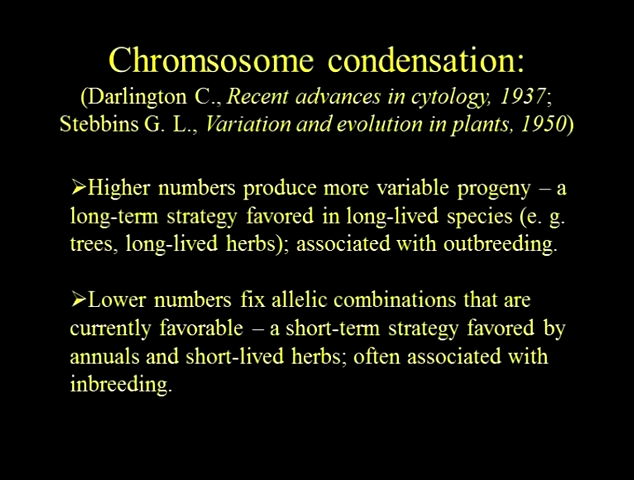 Chromsosome condensation:
(Darlington C., Recent advances in cytology, 1937;
Stebbins G. L., Variation and evolution in plants, 1950)
➢Higher numbers produce more variable progeny – a
long-term strategy favored in long-lived species (e. g.
trees, long-lived herbs); associated with outbreeding.
➢Lower numbers fix allelic combinations that are
currently favorable – a short-term strategy favored by
annuals and short-lived herbs; often associated with
inbreeding.